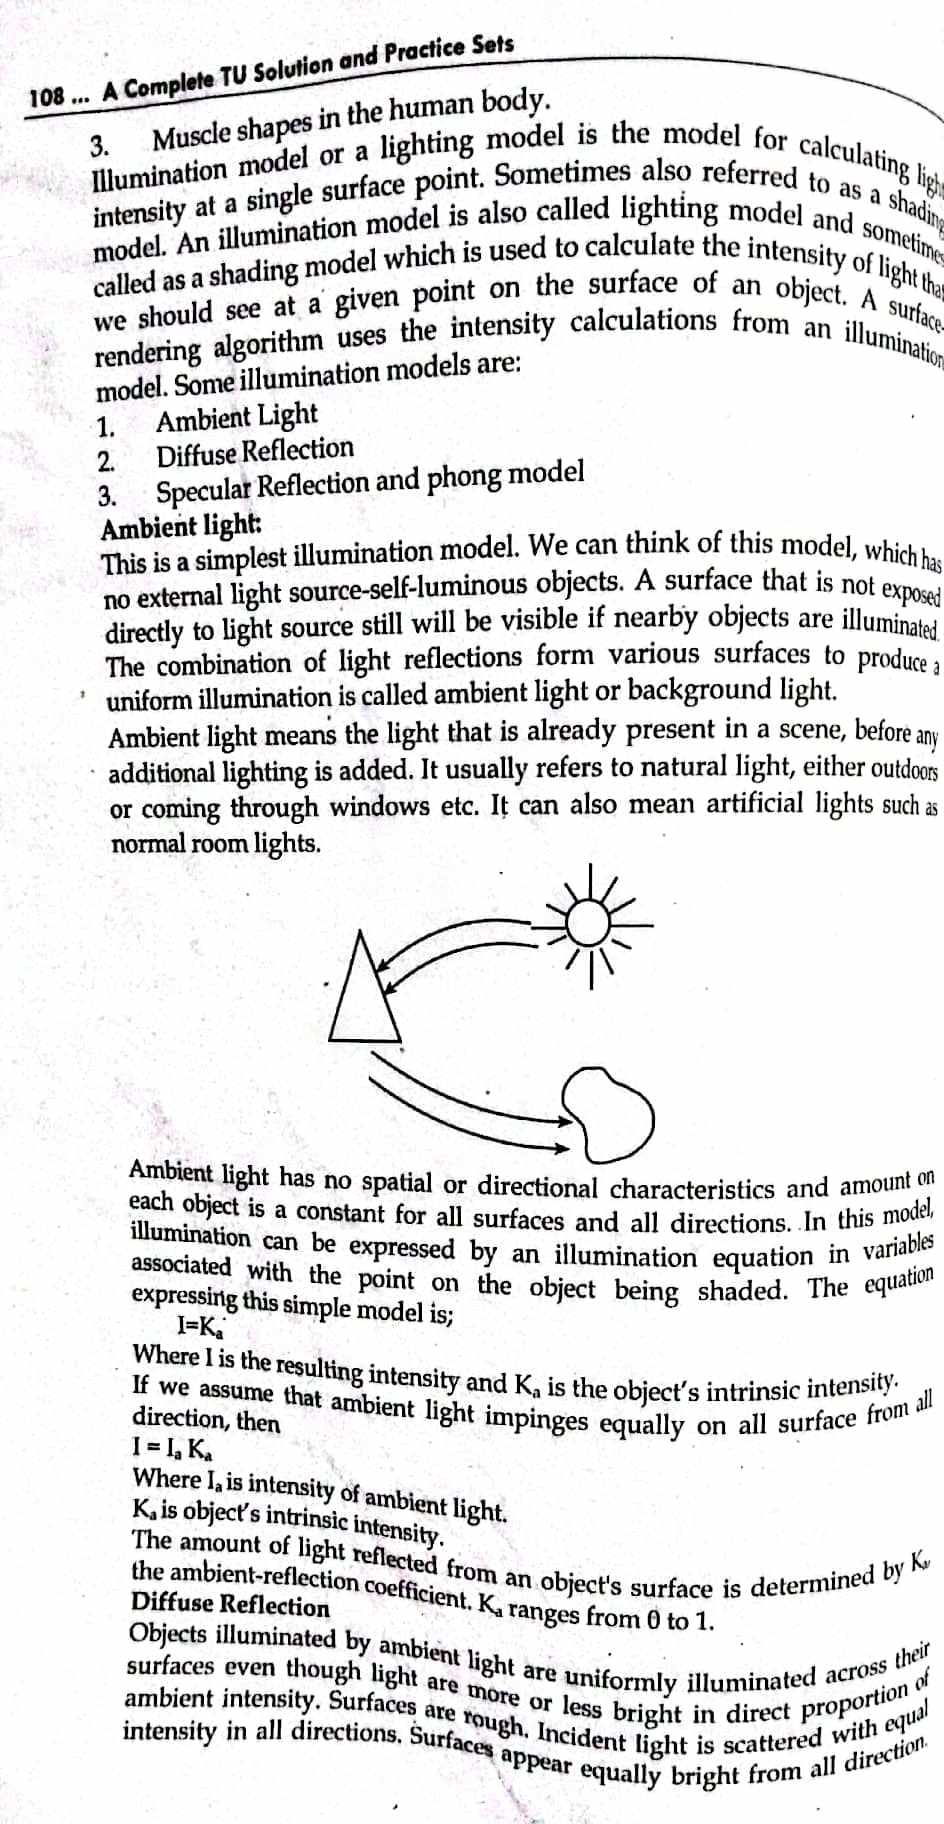 108 ... A Complete TU Solution and Practice Sets
3. Muscle shapes in the human body.
Illumination model or a lighting model is the model for calculating light
intensity at a single surface point. Sometimes also referred to as a shading
model. An illumination model is also called lighting model and sometimes
called as a shading model which is used to calculate the intensity of light that
we should see at a given point on the surface of an object. A surface-
rendering algorithm uses the intensity calculations from an illumination
model. Some illumination models are:
1. Ambient Light
2. Diffuse Reflection
3. Specular Reflection and phong model
Ambient light:
This is a simplest illumination model. We can think of this model, which has
no external light source-self-luminous objects. A surface that is not exposed
directly to light source still will be visible if nearby objects are illuminated.
The combination of light reflections form various surfaces to produce a
uniform illumination is called ambient light or background light.
Ambient light means the light that is already present in a scene, before any
additional lighting is added. It usually refers to natural light, either outdoors
or coming through windows etc. It can also mean artificial lights such as
normal room lights.
Ambient light has no spatial or directional characteristics and amount on
each object is a constant for all surfaces and all directions. In this model,
illumination can be expressed by an illumination equation in variables
associated with the point on the object being shaded. The equation
expressing this simple model is;
I=Kₐ
Where I is the resulting intensity and Kₐ is the object's intrinsic intensity.
If we assume that ambient light impinges equally on all surface from all
direction, then
I = Iₐ Kₐ
Where Iₐ is intensity of ambient light.
Kₐ is object's intrinsic intensity.
The amount of light reflected from an object's surface is determined by Kₐ,
the ambient-reflection coefficient. Kₐ ranges from 0 to 1.
Diffuse Reflection
Objects illuminated by ambient light are uniformly illuminated across their
surfaces even though light are more or less bright in direct proportion of
ambient intensity. Surfaces are rough. Incident light is scattered with equal
intensity in all directions. Surfaces appear equally bright from all direction.